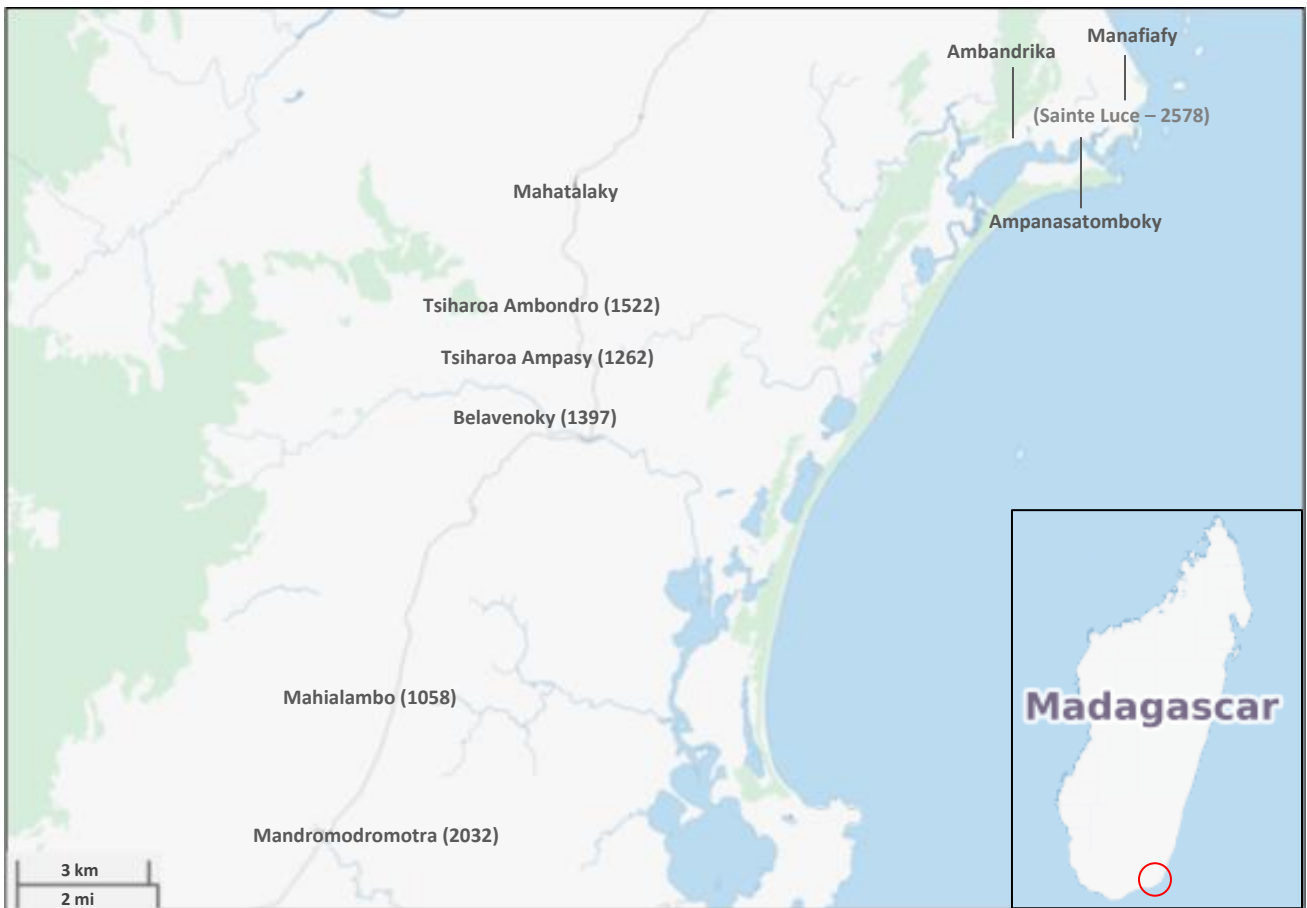 Manafiafy
Ambandrika
(Sainte Luce – 2578)
Mahatalaky
Ampanasatomboky
Tsiharoa Ambondro (1522)
Tsiharoa Ampasy (1262)
Belavenoky (1397)
Mahialambo (1058)
Madagascar
Mandromodromotra (2032)
3 km
2 mi